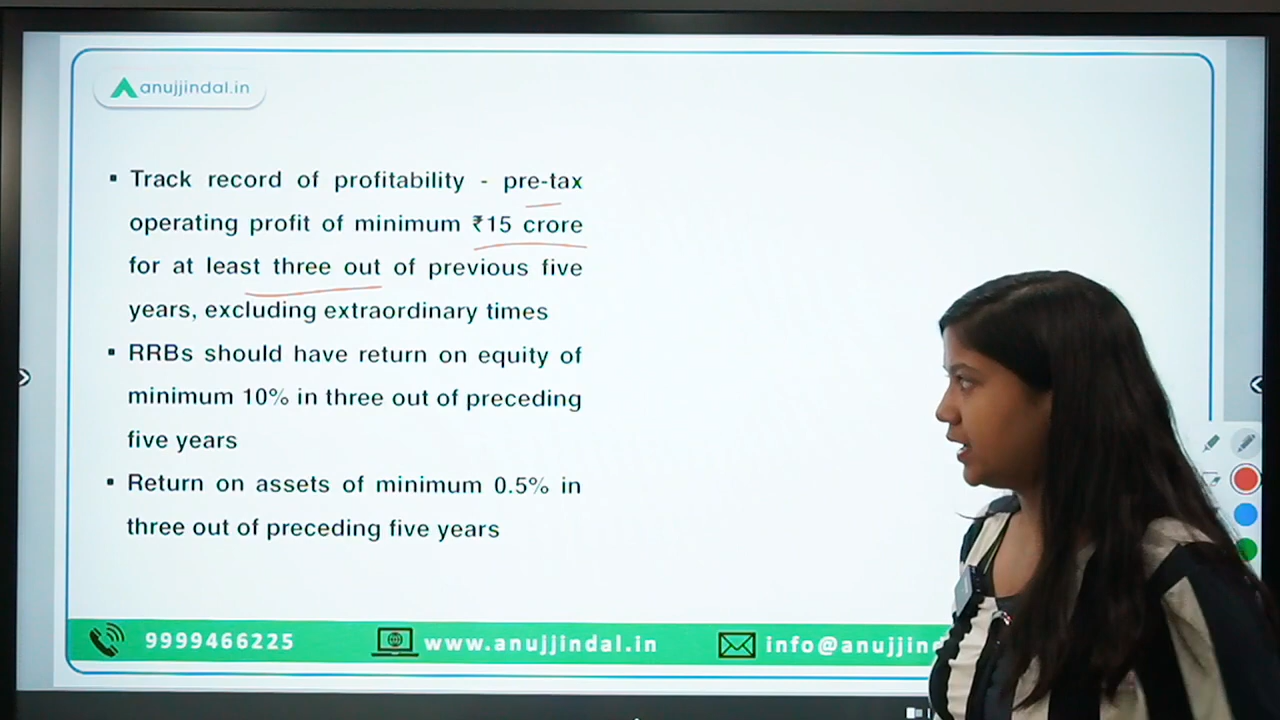 anujjindal.in
▪ Track record of profitability - pre-tax
operating profit of minimum ₹15 crore
for at least three out of previous five
years, excluding extraordinary times
▪ RRBs should have return on equity of
minimum 10% in three out of preceding
five years
▪ Return on assets of minimum 0.5% in
three out of preceding five years
9999466225
www.anujjindal.in
info@anujjin